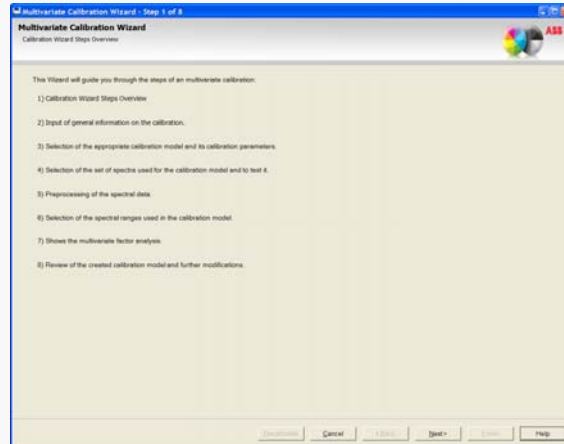 Multivariate Calibration Wizard - Step 1 of 8
Multivariate Calibration Wizard
Calibration Wizard Steps Overview
ABB
This Wizard will guide you through the steps of an multivariate calibration:
1) Calibration Wizard Steps Overview
2) Input of general information on the calibration.
3) Selection of the appropriate calibration model and its calibration parameters.
4) Selection of the set of spectra used for the calibration model and to test it.
5) Preprocessing of the spectral data.
6) Selection of the spectral ranges used in the calibration model.
7) Shows the multivariate factor analysis.
8) Review of the created calibration model and further modifications.
Cancel < Back Next > Help